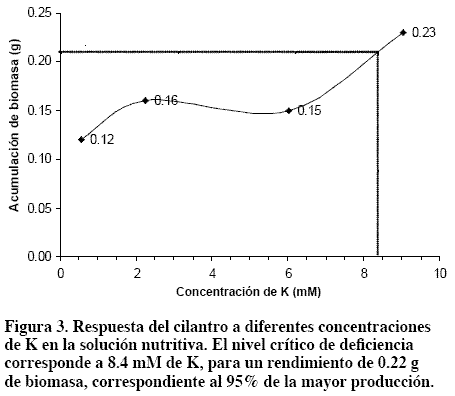 0.25
0.20
0.15
0.10
0.05
0.00
Acumulación de biomasa (g)
0.12
0.16
0.15
0.23
0 2 4 6 8 10
Concentración de K (mM)
Figura 3. Respuesta del cilantro a diferentes concentraciones
de K en la solución nutritiva. El nivel crítico de deficiencia
corresponde a 8.4 mM de K, para un rendimiento de 0.22 g
de biomasa, correspondiente al 95% de la mayor producción.